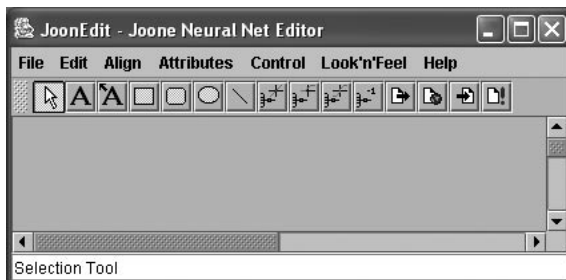 JoonEdit - Joone Neural Net Editor
File Edit Align Attributes Control Look'n'Feel Help
A A
Selection Tool